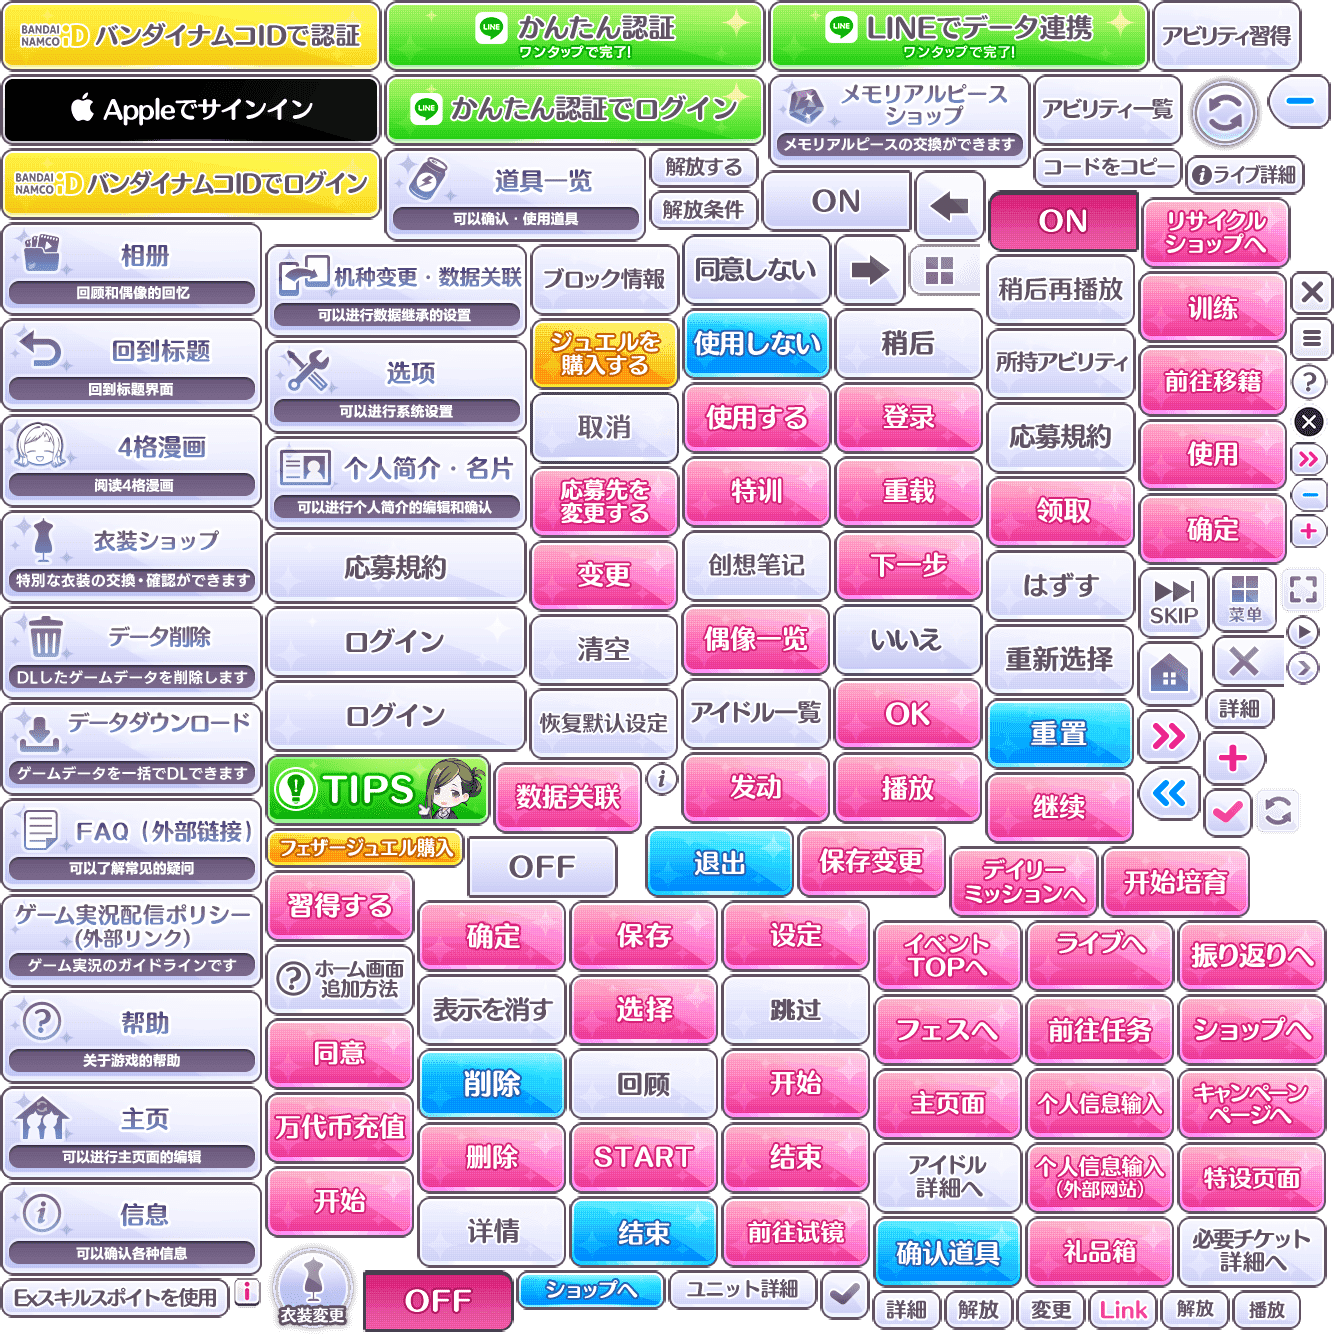 BANDAI NAMCO iD バンダイナムコIDで認証
LINE かんたん認証
ワンタップで完了!
LINE LINEでデータ連携
ワンタップで完了!
アビリティ習得
Appleでサインイン
LINE かんたん認証でログイン
メモリアルピース
ショップ
メモリアルピースの交換ができます
アビリティ一覧
BANDAI NAMCO iD バンダイナムコIDでログイン
道具一览
可以确认・使用道具
解放する
解放条件
ON
コードをコピー
ライブ詳細
ON
リサイクル
ショップへ
相册
回顾和偶像的回忆
机种变更・数据关联
可以进行数据继承的设置
ブロック情報
同意しない
稍后再播放
训练
回到标题
回到标题界面
选项
可以进行系统设置
ジュエルを
購入する
使用しない
稍后
所持アビリティ
前往移籍
取消
使用する
登录
応募規約
使用
4格漫画
阅读4格漫画
个人简介・名片
可以进行个人简介的编辑和确认
応募先を
変更する
特训
重载
领取
确定
衣装ショップ
特別な衣装の交換・確認ができます
応募規約
变更
创想笔记
下一步
はずす
SKIP
菜单
データ削除
DLしたゲームデータを削除します
ログイン
清空
偶像一览
いいえ
重新选择
データダウンロード
ゲームデータを一括でDLできます
ログイン
恢复默认设定
アイドル一覧
OK
重置
詳細
TIPS
数据关联
发动
播放
继续
FAQ（外部链接）
可以了解常见的疑问
フェザージュエル購入
OFF
退出
保存变更
デイリー
ミッションへ
开始培育
ゲーム実況配信ポリシー
(外部リンク)
ゲーム実況のガイドラインです
習得する
确定
保存
设定
イベント
TOPへ
ライブへ
振り返りへ
ホーム画面
追加方法
表示を消す
选择
跳过
フェスへ
前往任务
ショップへ
帮助
关于游戏的帮助
同意
削除
回顾
开始
主页面
个人信息输入
キャンペーン
ページへ
主页
可以进行主页面的编辑
万代币充值
删除
START
结束
アイドル
詳細へ
个人信息输入
(外部网站)
特设页面
信息
可以确认各种信息
开始
详情
结束
前往试镜
确认道具
礼品箱
必要チケット
詳細へ
Exスキルスポイトを使用
衣装変更
OFF
ショップへ
ユニット詳細
詳細
解放
変更
Link
解放
播放